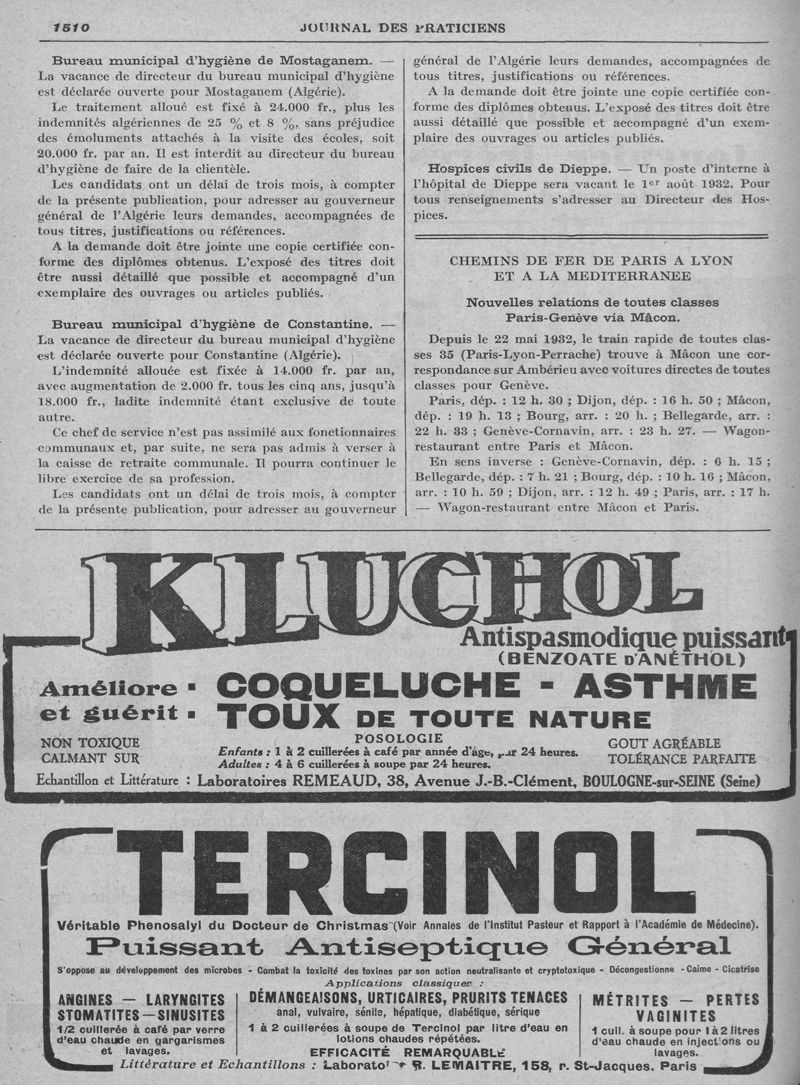 1510
JOURNAL DES PRATICIENS
Bureau municipal d'hygiène de Mostaganem. —
La vacance de directeur du bureau municipal d'hygiène
est déclarée ouverte pour Mostaganem (Algérie).
Le traitement alloué est fixé à 24.000 fr., plus les
indemnités algériennes de 25 % et 8 %, sans préjudice
des émoluments attachés à la visite des écoles, soit
20.000 fr. par an. Il est interdit au directeur du bureau
d'hygiène de faire de la clientèle.
Les candidats ont un délai de trois mois, à compter
de la présente publication, pour adresser au gouverneur
général de l'Algérie leurs demandes, accompagnées de
tous titres, justifications ou références.
A la demande doit être jointe une copie certifiée con-
forme des diplômes obtenus. L'exposé des titres doit
être aussi détaillé que possible et accompagné d'un
exemplaire des ouvrages ou articles publiés.
Bureau municipal d'hygiène de Constantine. —
La vacance de directeur du bureau municipal d'hygiène
est déclarée ouverte pour Constantine (Algérie).
L'indemnité allouée est fixée à 14.000 fr. par an,
avec augmentation de 2.000 fr. tous les cinq ans, jusqu'à
18.000 fr., ladite indemnité étant exclusive de toute
autre.
Ce chef de service n'est pas assimilé aux fonctionnaires
communaux et, par suite, ne sera pas admis à verser à
la caisse de retraite communale. Il pourra continuer le
libre exercice de sa profession.
Les candidats ont un délai de trois mois, à compter
de la présente publication, pour adresser au gouverneur
général de l'Algérie leurs demandes, accompagnées de
tous titres, justifications ou références.
A la demande doit être jointe une copie certifiée con-
forme des diplômes obtenus. L'exposé des titres doit être
aussi détaillé que possible et accompagné d'un exem-
plaire des ouvrages ou articles publiés.
Hospices civils de Dieppe. — Un poste d'interne à
l'hôpital de Dieppe sera vacant le 1er août 1932. Pour
tous renseignements s'adresser au Directeur des Hos-
pices.
CHEMINS DE FER DE PARIS A LYON
ET A LA MEDITERRANEE
Nouvelles relations de toutes classes
Paris-Genève via Mâcon.
Depuis le 22 mai 1932, le train rapide de toutes clas-
ses 35 (Paris-Lyon-Perrache) trouve à Mâcon une cor-
respondance sur Ambérieu avec voitures directes de toutes
classes pour Genève.
Paris, dép. : 12 h. 30 ; Dijon, dép. : 16 h. 50 ; Mâcon,
dép. : 19 h. 13 ; Bourg, arr. : 20 h. ; Bellegarde, arr. :
22 h. 33 ; Genève-Cornavin, arr. : 23 h. 27. — Wagon-
restaurant entre Paris et Mâcon.
En sens inverse : Genève-Cornavin, dép. : 6 h. 15 ;
Bellegarde, dép. : 7 h. 21 ; Bourg, dép. : 10 h. 16 ; Mâcon,
arr. : 10 h. 59 ; Dijon, arr. : 12 h. 49 ; Paris, arr. : 17 h.
— Wagon-restaurant entre Mâcon et Paris.
KLUCHOL
Antispasmodique puissant
(BENZOATE D'ANÉTHOL)
Améliore · COQUELUCHE - ASTHME
et guérit · TOUX DE TOUTE NATURE
NON TOXIQUE
CALMANT SUR
POSOLOGIE
Enfants : 1 à 2 cuillerées à café par année d'âge, par 24 heures.
Adultes : 4 à 6 cuillerées à soupe par 24 heures.
GOUT AGRÉABLE
TOLÉRANCE PARFAITE
Echantillon et Littérature : Laboratoires REMEAUD, 38, Avenue J.-B.-Clément, BOULOGNE-sur-SEINE (Seine)
TERCINOL
Véritable Phenosalyl du Docteur de Christmas (Voir Annales de l'Institut Pasteur et Rapport à l'Académie de Médecine).
Puissant Antiseptique Général
S'oppose au développement des microbes - Combat la toxicité des toxines par son action neutralisante et cryptotoxique - Décongestionne - Calme - Cicatrise
Applications classiques :
ANGINES — LARYNGITES
STOMATITES — SINUSITES
1/2 cuillerée à café par verre
d'eau chaude en gargarismes
et lavages.
DÉMANGEAISONS, URTICAIRES, PRURITS TENACES
anal, vulvaire, sénile, hépatique, diabétique, sérique
1 à 2 cuillerées à soupe de Tercinol par litre d'eau en
lotions chaudes répétées.
EFFICACITÉ REMARQUABLE
MÉTRITES — PERTES
VAGINITES
1 cuil. à soupe pour 1 à 2 litres
d'eau chaude en injections ou
lavages.
Littérature et Echantillons : R. LEMAITRE, 158, r. St-Jacques, Paris